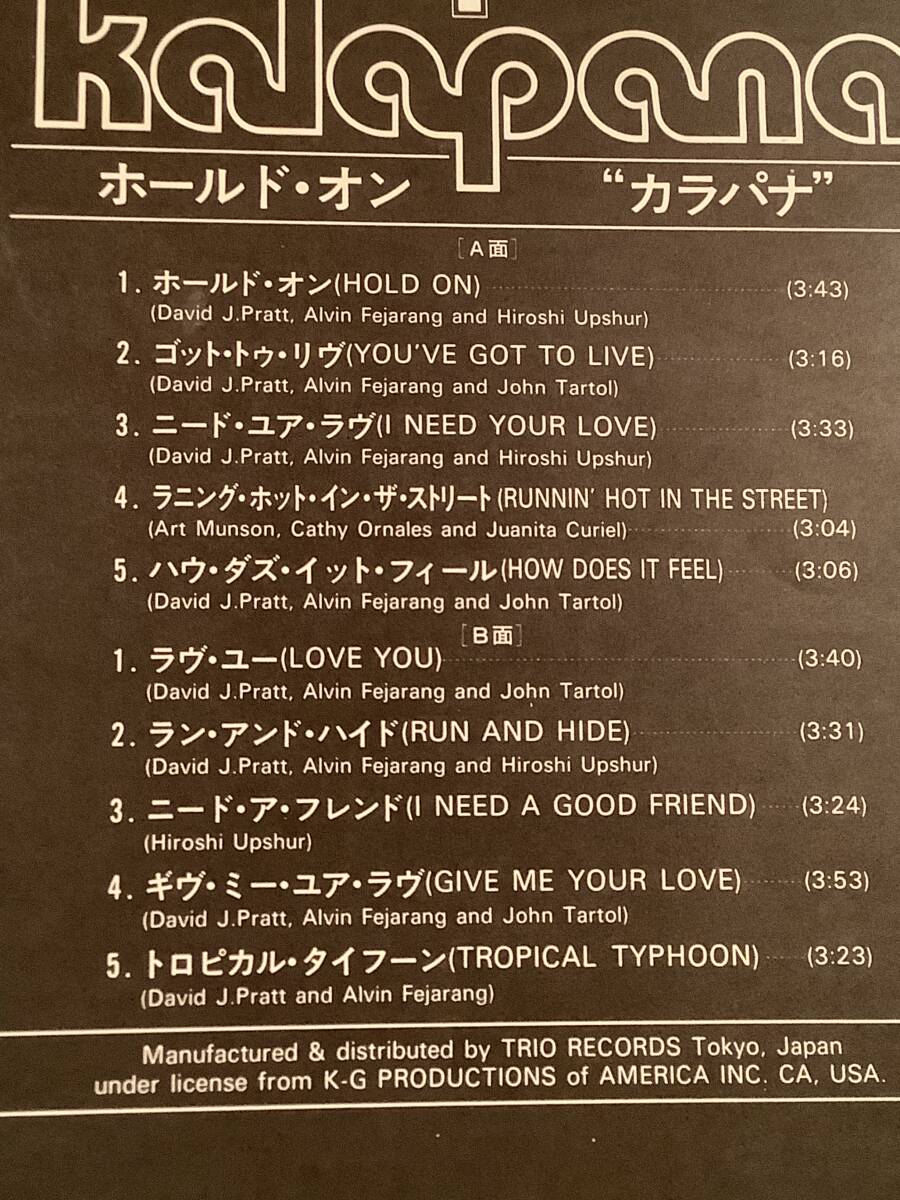 kalapana
ホールド・オン “カラパナ”
[A面]
1. ホールド・オン(HOLD ON) (3:43)
(David J.Pratt, Alvin Fejarang and Hiroshi Upshur)
2. ゴット・トゥ・リヴ(YOU'VE GOT TO LIVE) (3:16)
(David J.Pratt, Alvin Fejarang and John Tartol)
3. ニード・ユア・ラヴ(I NEED YOUR LOVE) (3:33)
(David J.Pratt, Alvin Fejarang and Hiroshi Upshur)
4. ラニング・ホット・イン・ザ・ストリート(RUNNIN' HOT IN THE STREET)
(Art Munson, Cathy Ornales and Juanita Curiel) (3:04)
5. ハウ・ダズ・イット・フィール(HOW DOES IT FEEL) (3:06)
(David J.Pratt, Alvin Fejarang and John Tartol)
[B面]
1. ラヴ・ユー(LOVE YOU) (3:40)
(David J.Pratt, Alvin Fejarang and John Tartol)
2. ラン・アンド・ハイド(RUN AND HIDE) (3:31)
(David J.Pratt, Alvin Fejarang and Hiroshi Upshur)
3. ニード・ア・フレンド(I NEED A GOOD FRIEND) (3:24)
(Hiroshi Upshur)
4. ギヴ・ミー・ユア・ラヴ(GIVE ME YOUR LOVE) (3:53)
(David J.Pratt, Alvin Fejarang and John Tartol)
5. トロピカル・タイフーン(TROPICAL TYPHOON) (3:23)
(David J.Pratt and Alvin Fejarang)
Manufactured & distributed by TRIO RECORDS Tokyo, Japan
under license from K-G PRODUCTIONS of AMERICA INC. CA, USA.